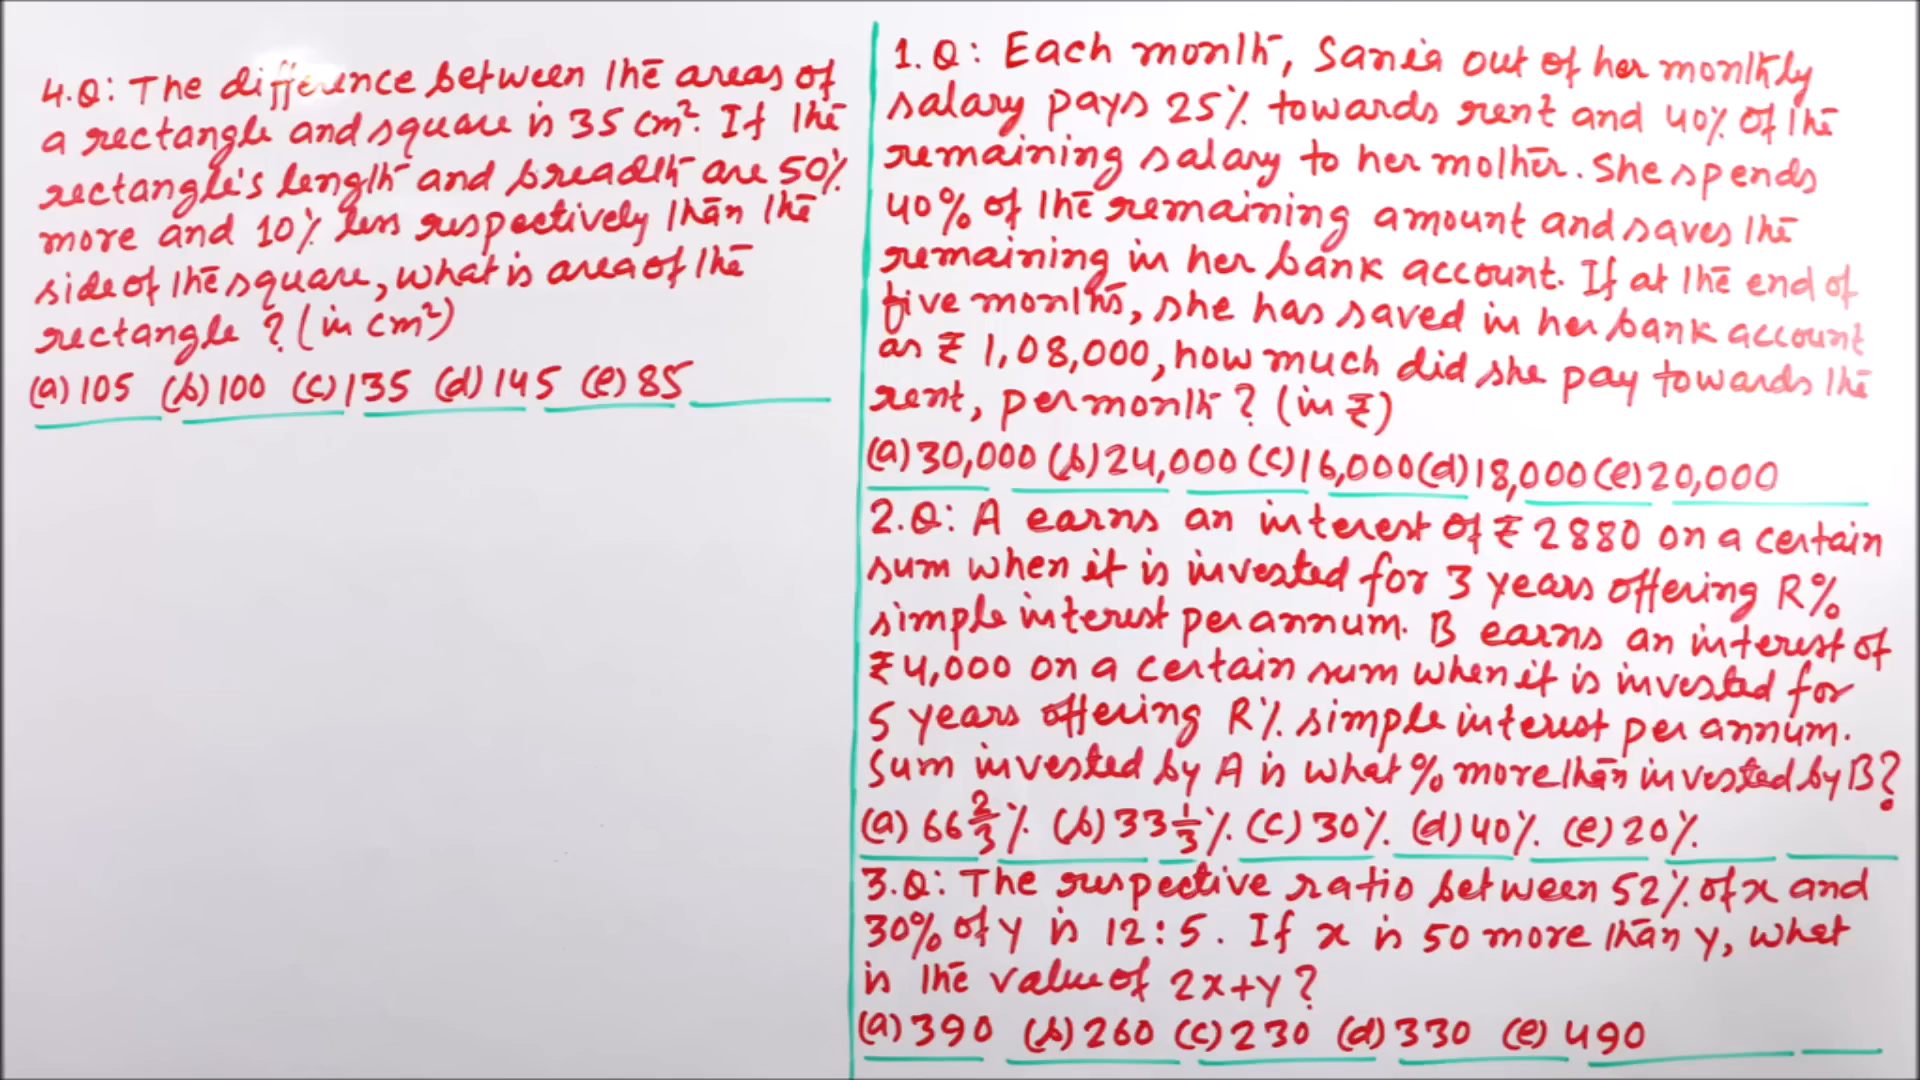 4.Q: The difference between the areas of
a rectangle and square is 35 cm². If the
rectangle's length and breadth are 50%
more and 10% less respectively than the
side of the square, what is area of the
rectangle ? (in cm²)
(a) 105 (b) 100 (c) 135 (d) 145 (e) 85
1.Q: Each month, Sania out of her monthly
salary pays 25% towards rent and 40% of the
remaining salary to her mother. She spends
40% of the remaining amount and saves the
remaining in her bank account. If at the end of
five months, she has saved in her bank account
as ₹ 1,08,000, how much did she pay towards the
rent, per month ? (in ₹)
(a) 30,000 (b) 24,000 (c) 16,000 (d) 18,000 (e) 20,000
2.Q: A earns an interest of ₹ 2880 on a certain
sum when it is invested for 3 years offering R%
simple interest per annum. B earns an interest of
₹ 4,000 on a certain sum when it is invested for
5 years offering R% simple interest per annum.
Sum invested by A is what % more than invested by B?
(a) 66 2/3 % (b) 33 1/3 % (c) 30% (d) 40% (e) 20%
3.Q: The respective ratio between 52% of x and
30% of y is 12 : 5. If x is 50 more than y, what
is the value of 2x+y ?
(a) 390 (b) 260 (c) 230 (d) 330 (e) 490